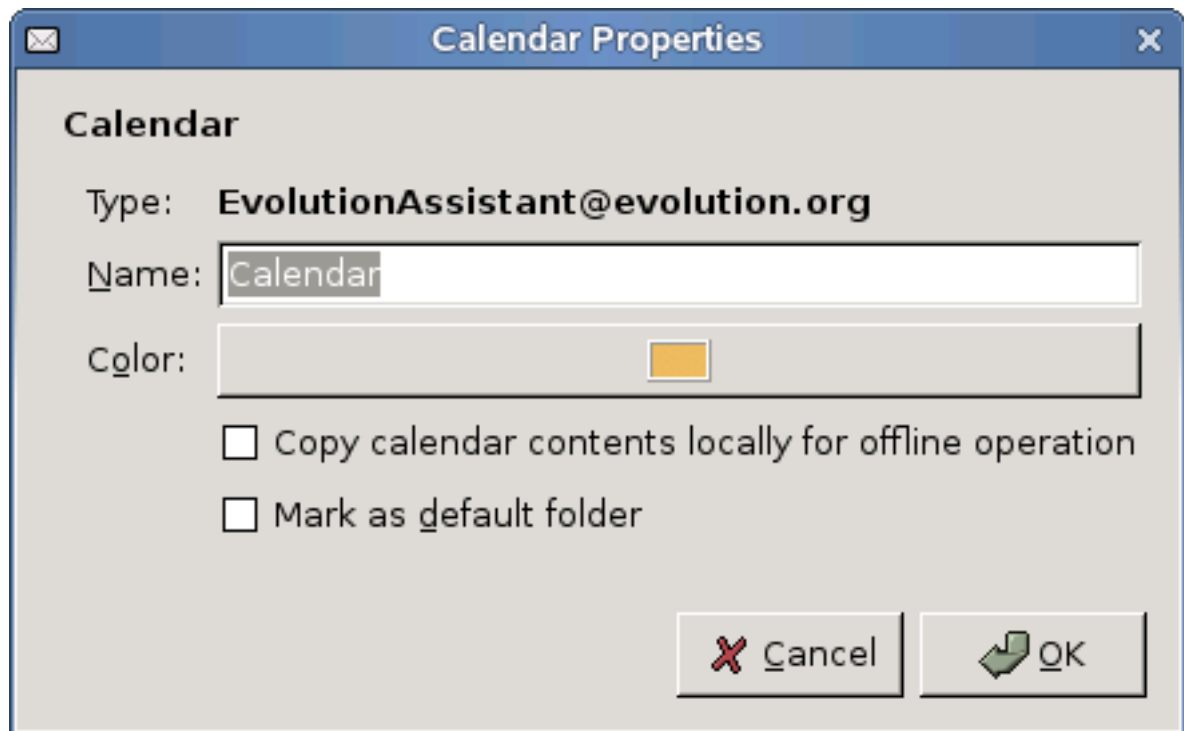 Calendar Properties
Calendar
Type: EvolutionAssistant@evolution.org
Name: Calendar
Color:
Copy calendar contents locally for offline operation
Mark as default folder
Cancel OK